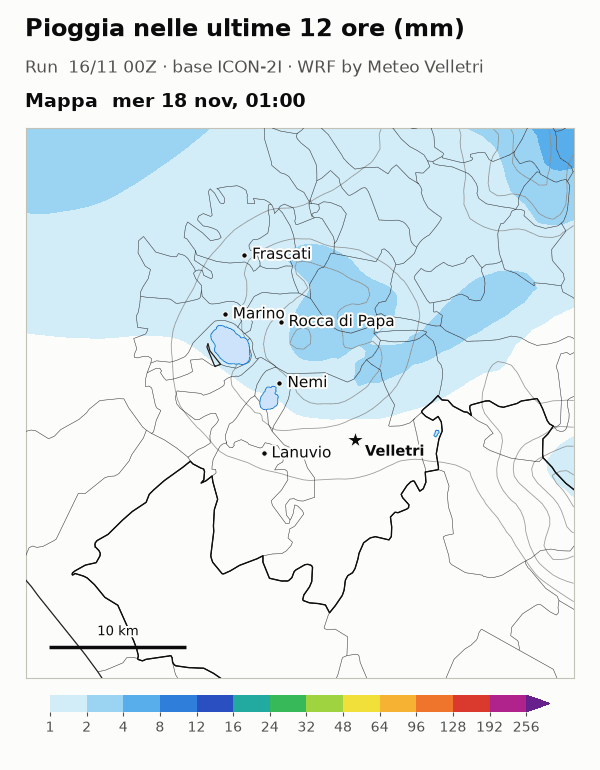 Pioggia nelle ultime 12 ore (mm)
Run  16/11 00Z · base ICON-2I · WRF by Meteo Velletri
Mappa  mer 18 nov, 01:00
Frascati
Marino
Rocca di Papa
Nemi
Velletri
Lanuvio
10 km
1 2 4 8 12 16 24 32 48 64 96 128 192 256